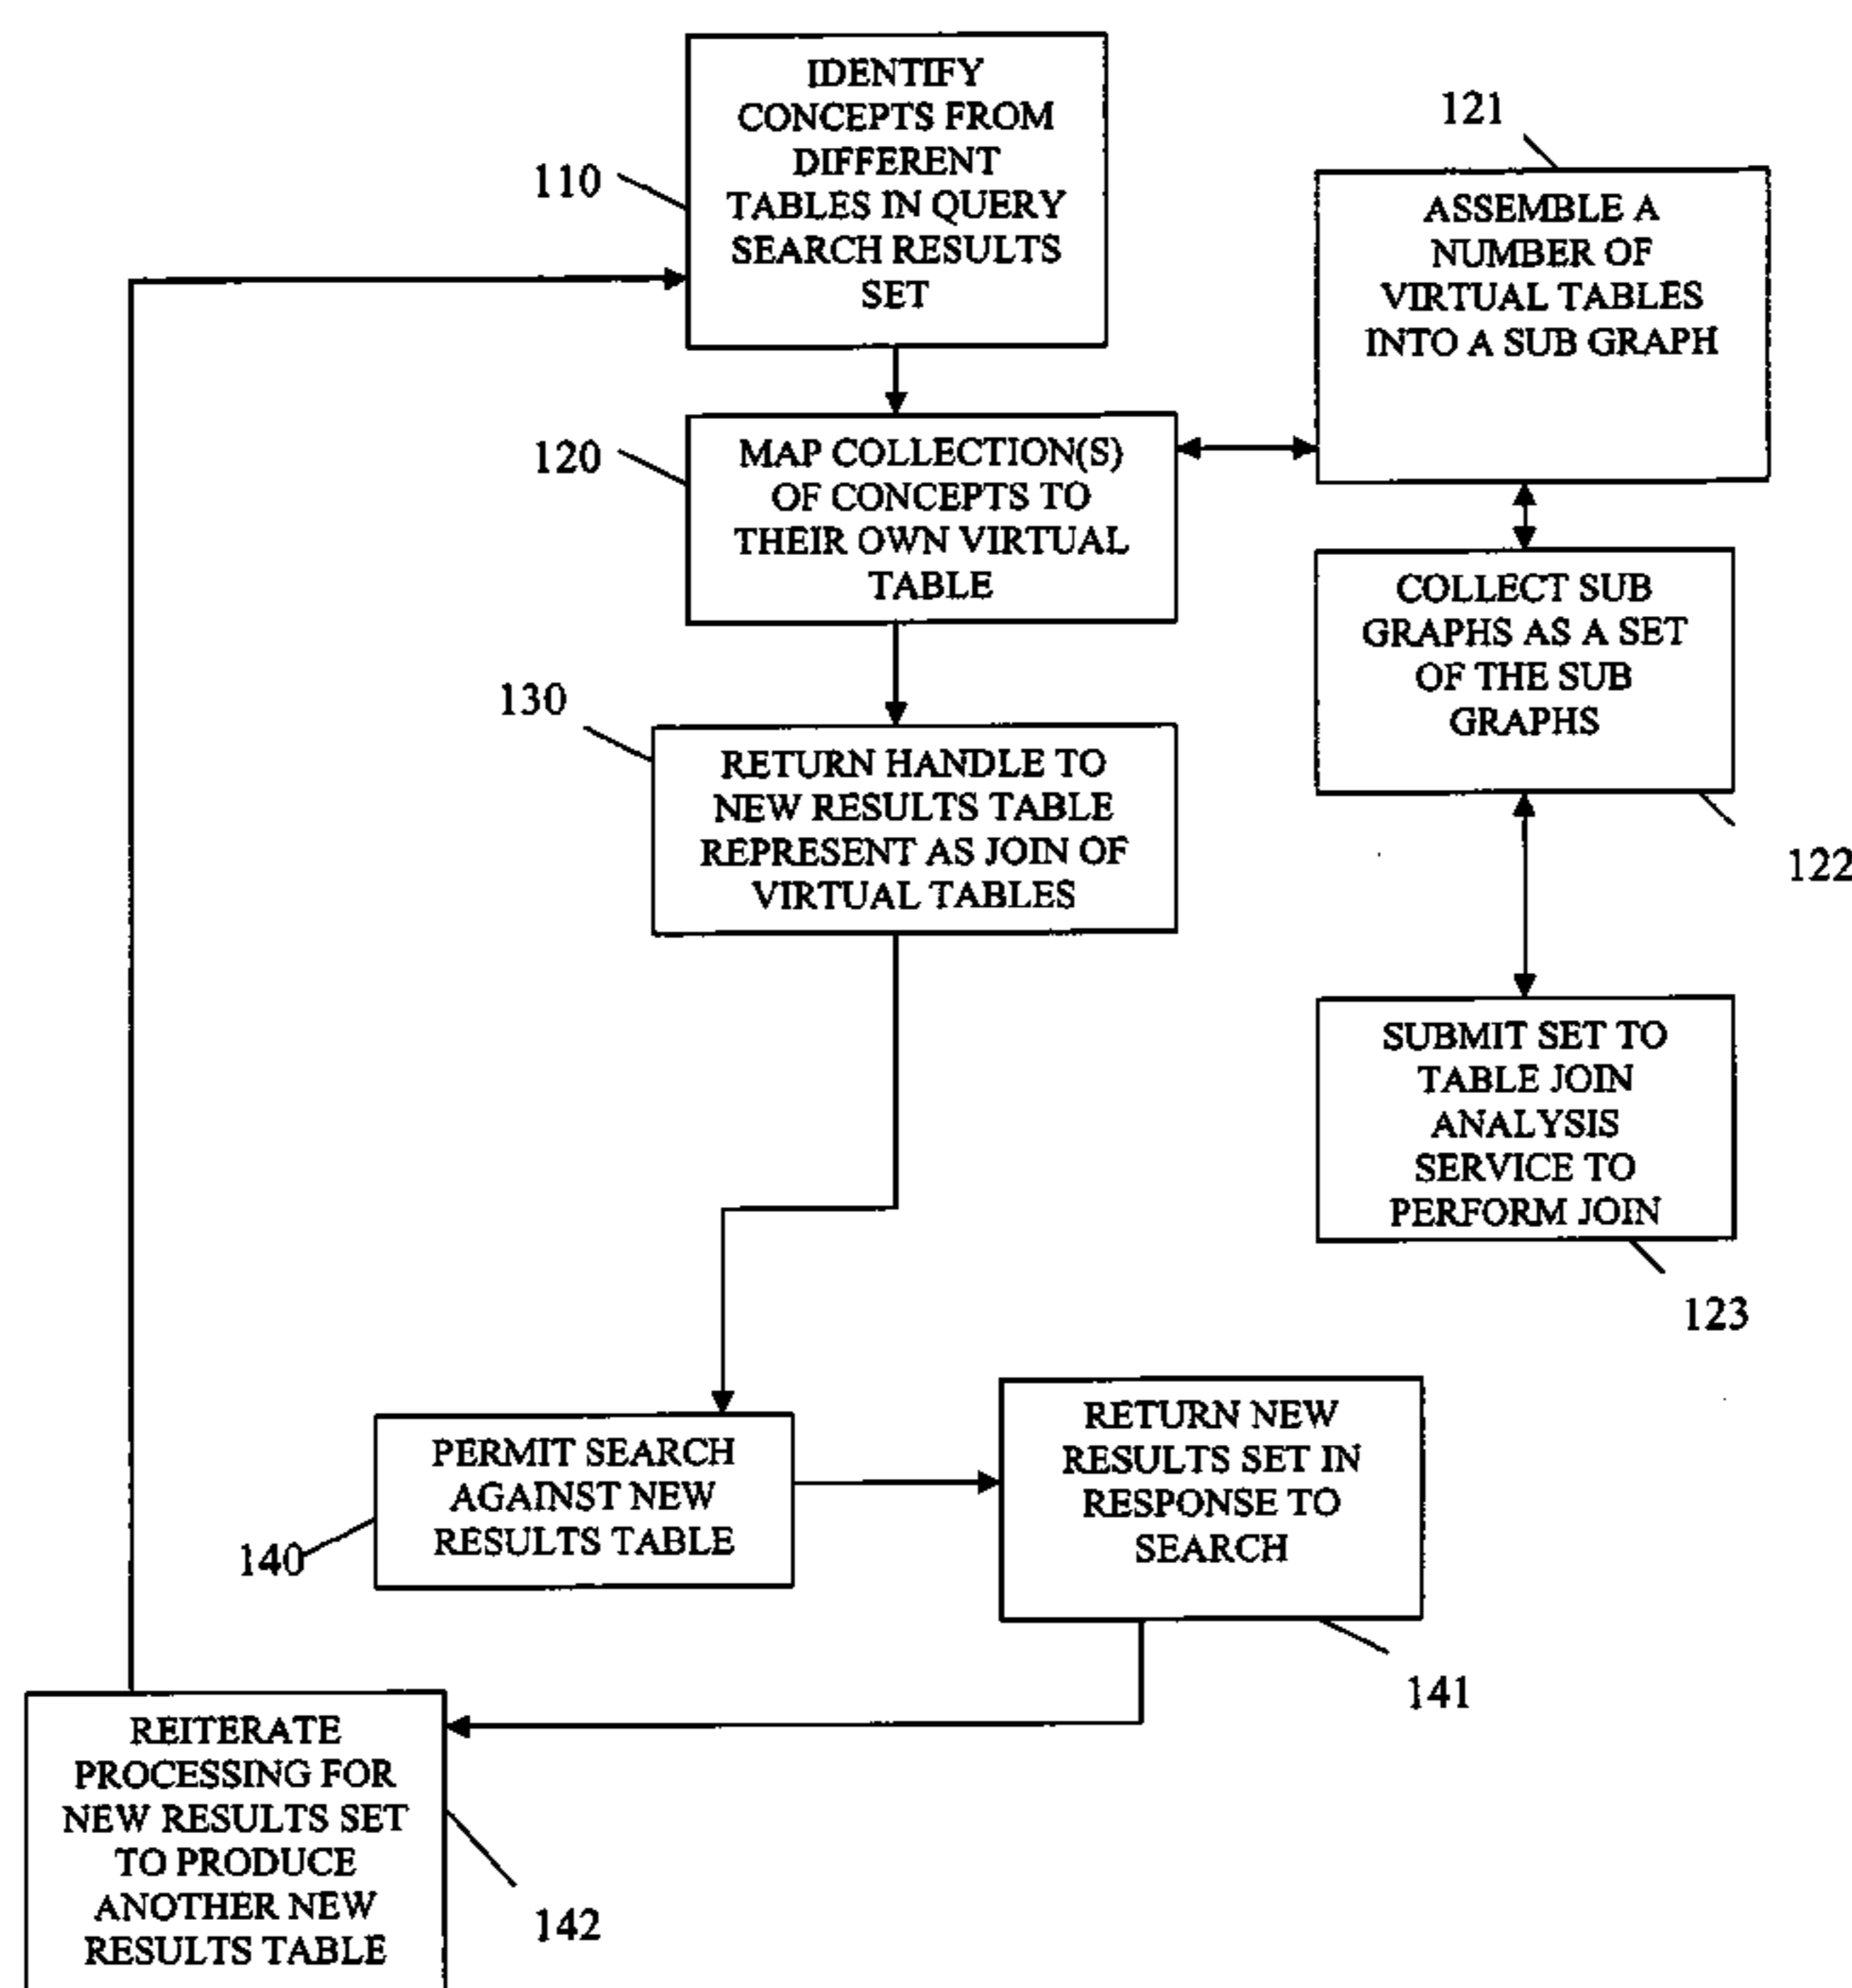 IDENTIFY
CONCEPTS FROM
DIFFERENT
TABLES IN QUERY
SEARCH RESULTS
SET
110
121
ASSEMBLE A
NUMBER OF
VIRTUAL TABLES
INTO A SUB GRAPH
120
MAP COLLECTION(S)
OF CONCEPTS TO
THEIR OWN VIRTUAL
TABLE
COLLECT SUB
GRAPHS AS A SET
OF THE SUB
GRAPHS
122
130
RETURN HANDLE TO
NEW RESULTS TABLE
REPRESENT AS JOIN OF
VIRTUAL TABLES
SUBMIT SET TO
TABLE JOIN
ANALYSIS
SERVICE TO
PERFORM JOIN
123
PERMIT SEARCH
AGAINST NEW
RESULTS TABLE
140
RETURN NEW
RESULTS SET IN
RESPONSE TO
SEARCH
141
REITERATE
PROCESSING FOR
NEW RESULTS SET
TO PRODUCE
ANOTHER NEW
RESULTS TABLE
142